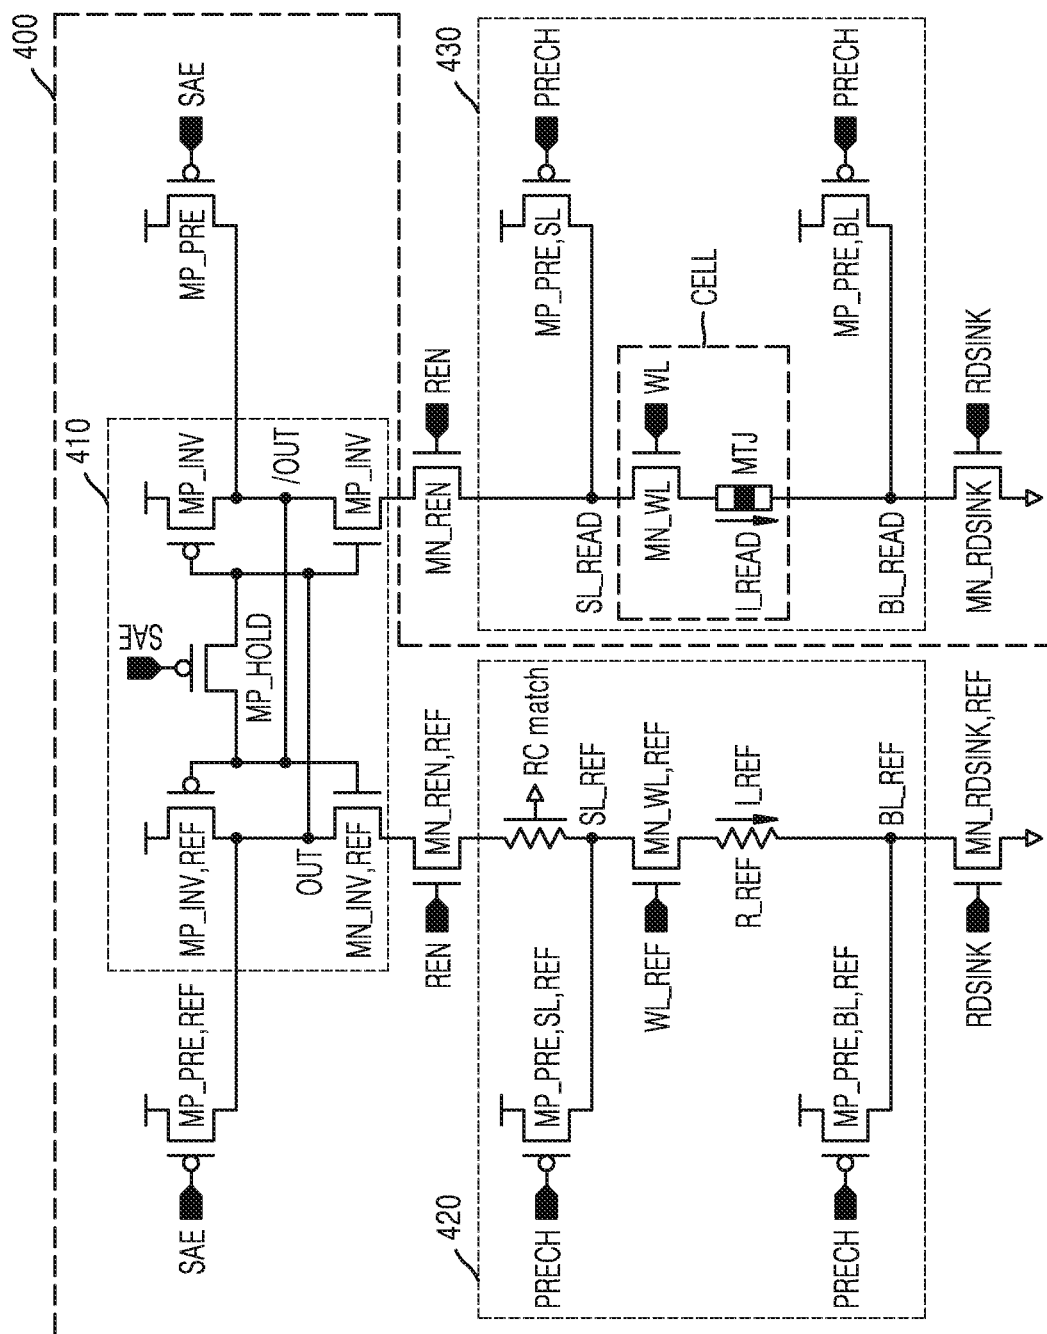 400
410
SAE
MP_PRE,REF
MP_INV,REF
SAE
MP_HOLD
MP_INV
MP_PRE
SAE
OUT
/OUT
MN_INV,REF
MP_INV
REN
MN_REN,REF
MN_REN
REN
420
430
RC match
PRECH
MP_PRE,SL,REF
SL_REF
SL_READ
MP_PRE,SL
PRECH
CELL
WL_REF
MN_WL,REF
MN_WL
WL
R_REF
I_REF
I_READ
MTJ
PRECH
MP_PRE,BL,REF
BL_REF
BL_READ
MP_PRE,BL
PRECH
RDSINK
MN_RDSINK,REF
MN_RDSINK
RDSINK